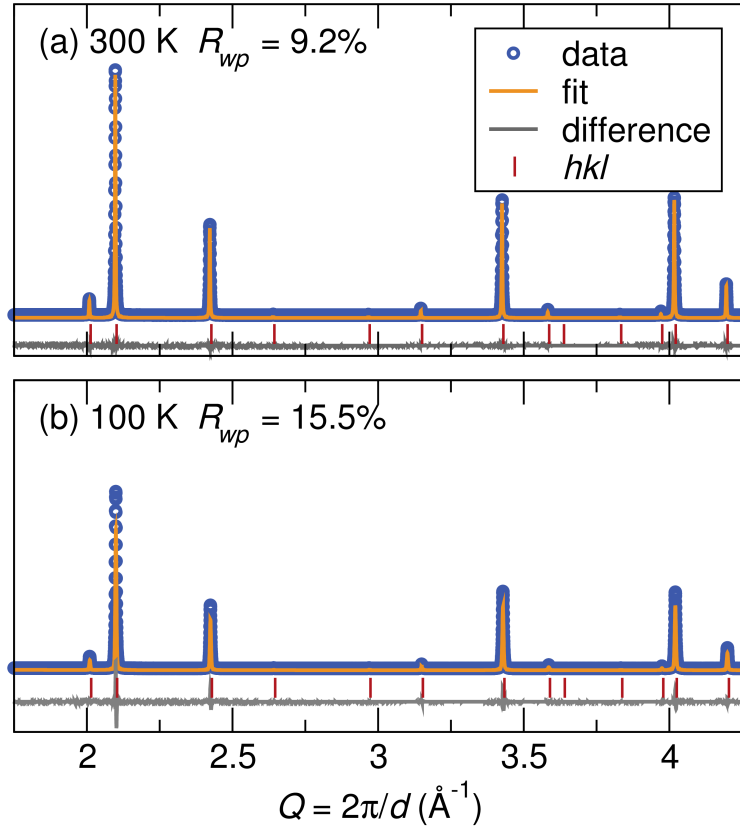 (a) 300 K R_wp = 9.2%
data
fit
difference
hkl
(b) 100 K R_wp = 15.5%
2 2.5 3 3.5 4
Q = 2π/d (Å⁻¹)